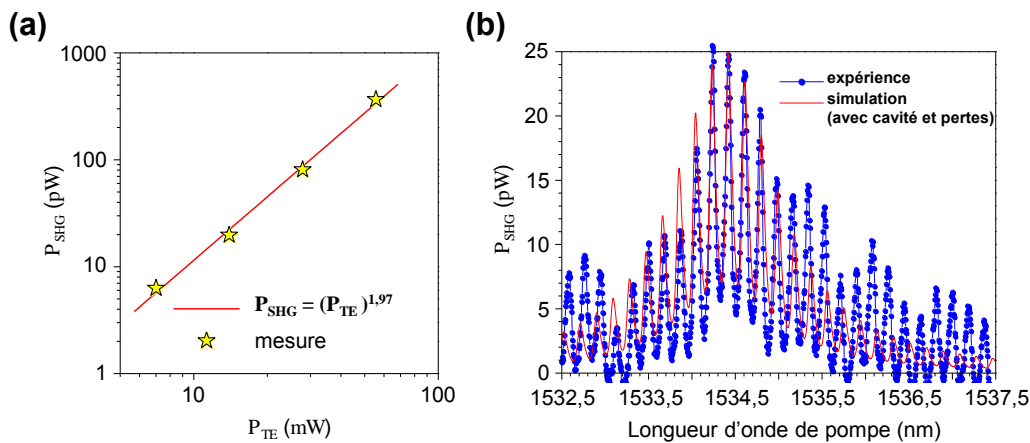 (a)
1000
100
10
1
P_SHG (pW)
10
100
P_TE (mW)
P_SHG = (P_TE)^1,97
mesure
(b)
25
20
15
10
5
0
P_SHG (pW)
expérience
simulation
(avec cavité et pertes)
1532,5 1533,5 1534,5 1535,5 1536,5 1537,5
Longueur d'onde de pompe (nm)